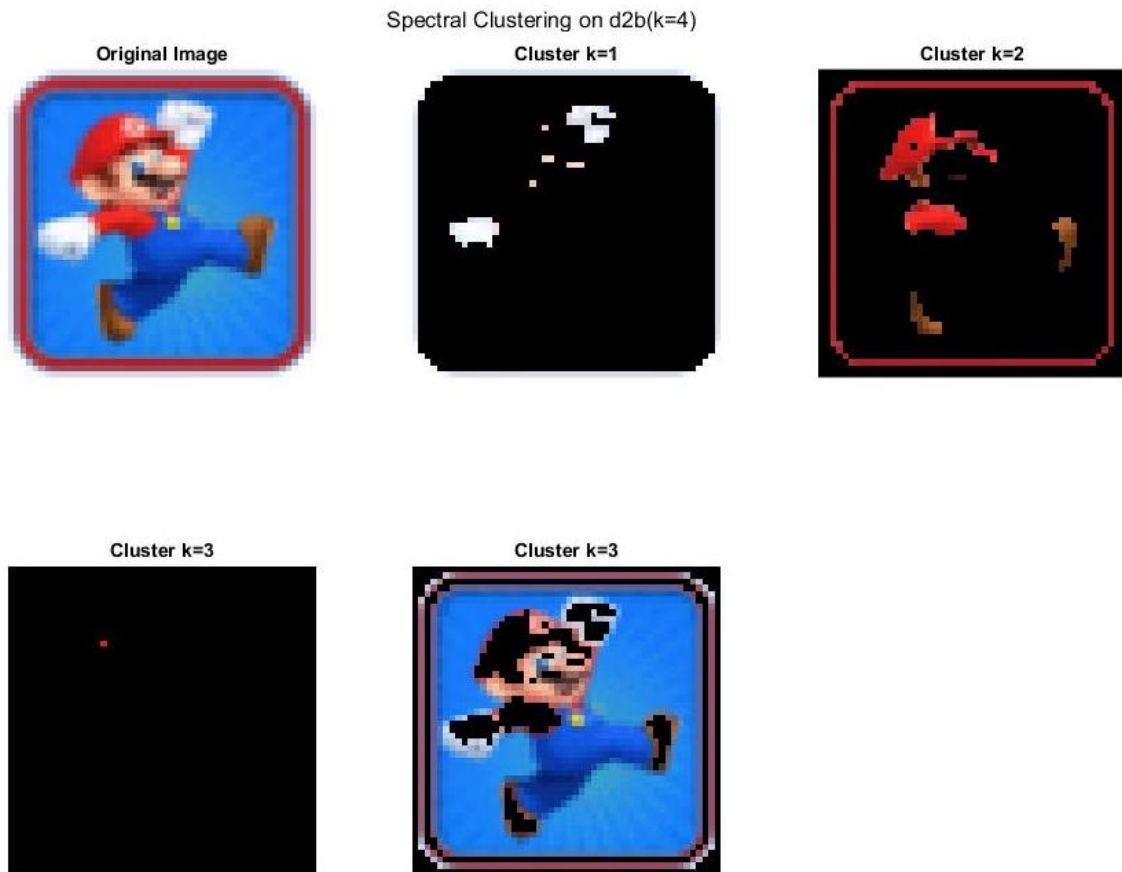 Spectral Clustering on d2b(k=4)
Original Image
Cluster k=1
Cluster k=2
Cluster k=3
Cluster k=3